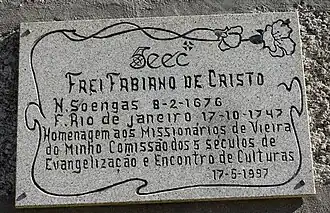 5eec
FREI FABIANO DE CRISTO
N. Soengas 8-2-1676
F. Rio de janeiro 17-10-1747
Homenagem aos Missionários de Vieira
do Minho Comissão dos 5 séculos de
Evangelização e Encontro de Culturas
17-5-1997